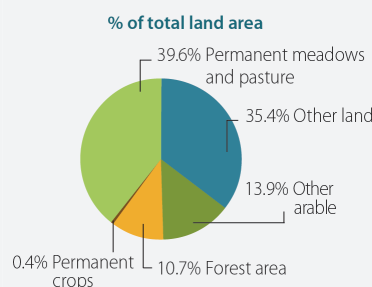 % of total land area
39.6% Permanent meadows
and pasture
35.4% Other land
13.9% Other
arable
10.7% Forest area
0.4% Permanent
crops